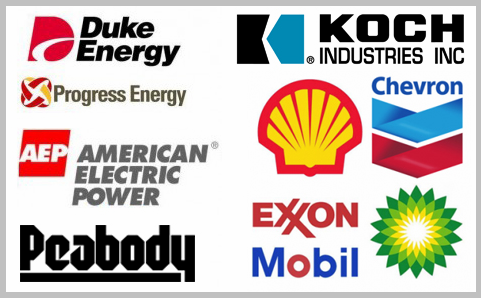 Duke
Energy
KOCH
® INDUSTRIES INC
Progress Energy
Chevron
AEP AMERICAN®
ELECTRIC
POWER
EXXON
Mobil
Peabody